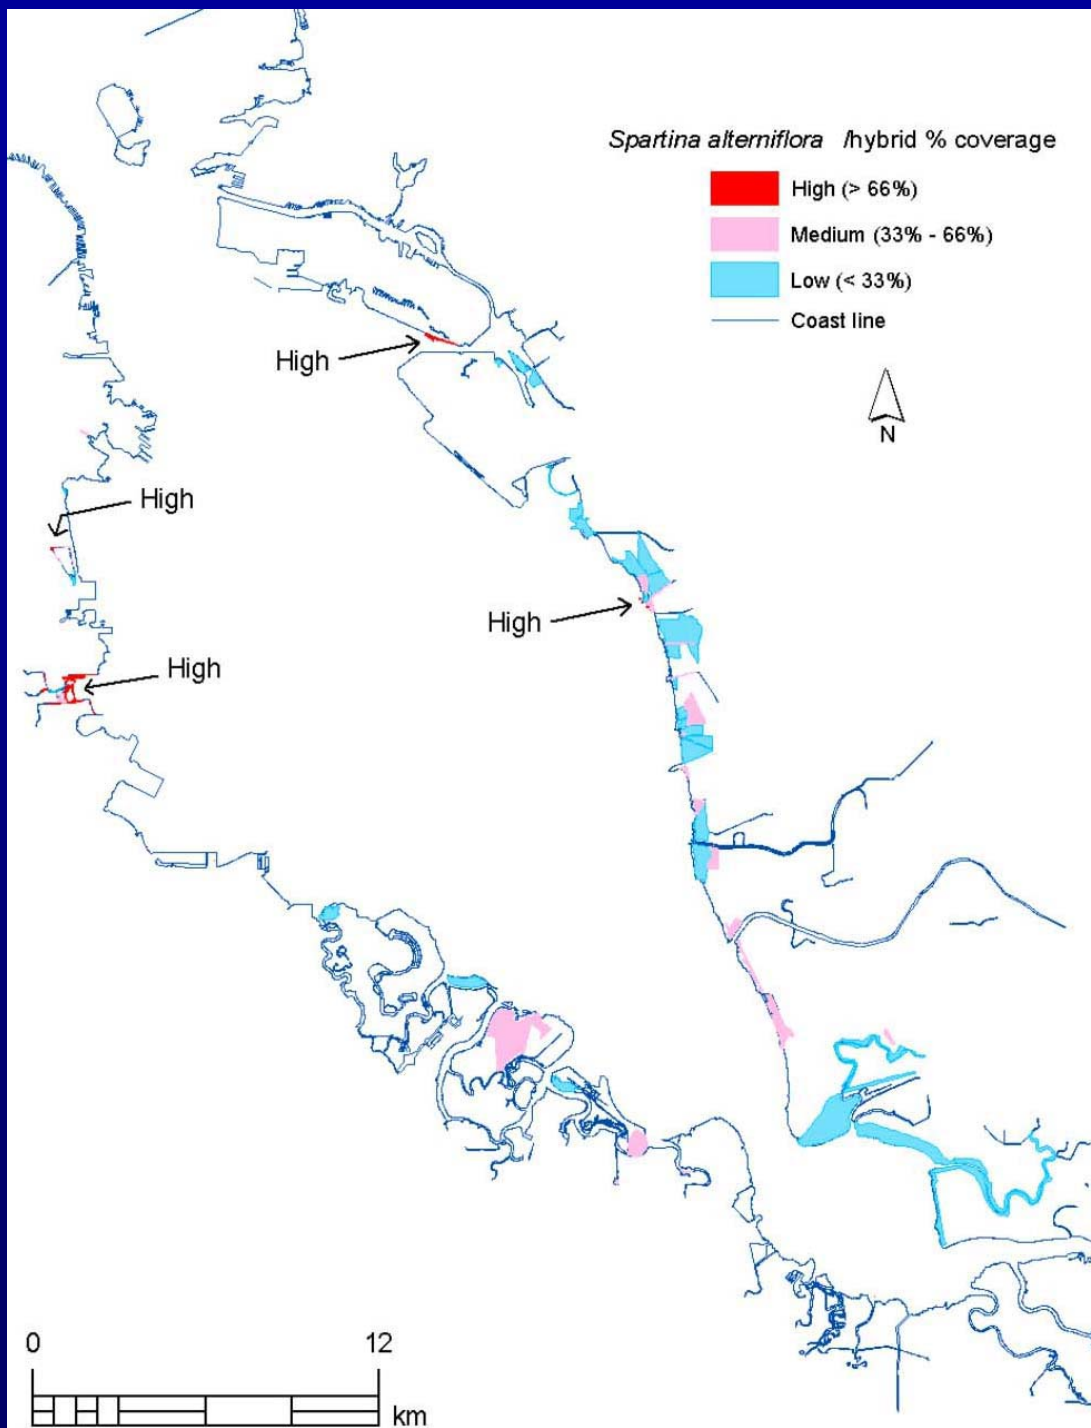 Spartina alterniflora /hybrid % coverage
High (> 66%)
Medium (33% - 66%)
Low (< 33%)
Coast line
N
High
High
High
High
0 12
km